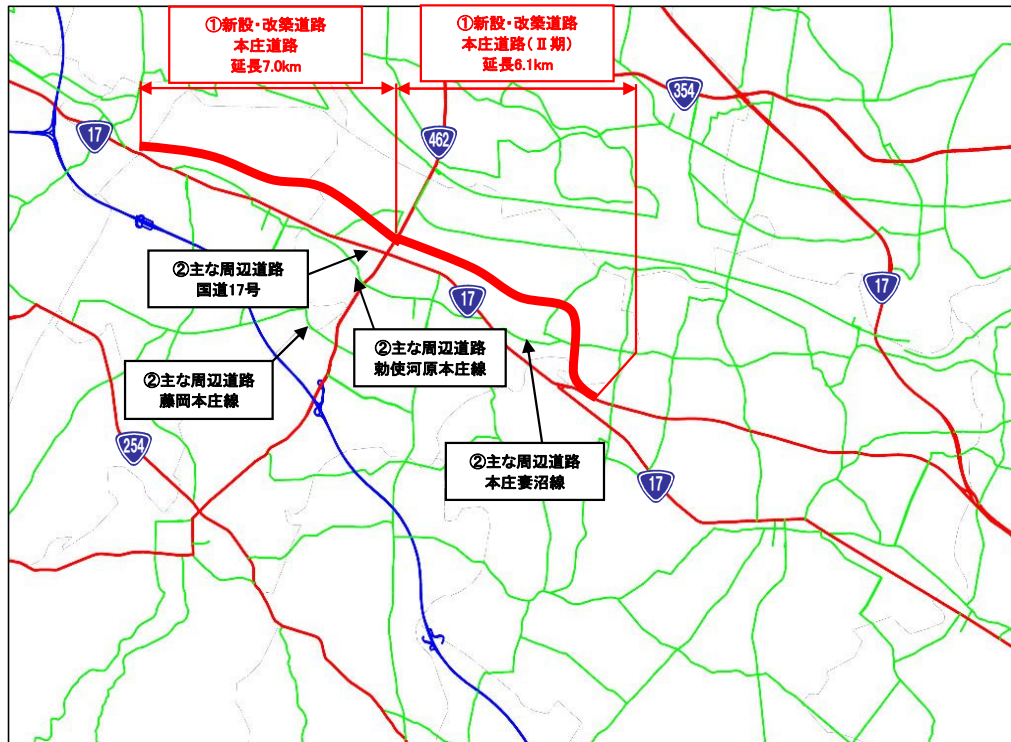 ①新設・改築道路
本庄道路
延長7.0km
①新設・改築道路
本庄道路(Ⅱ期)
延長6.1km
354
17
462
②主な周辺道路
国道17号
17
17
②主な周辺道路
勅使河原本庄線
②主な周辺道路
藤岡本庄線
254
②主な周辺道路
本庄妻沼線
17